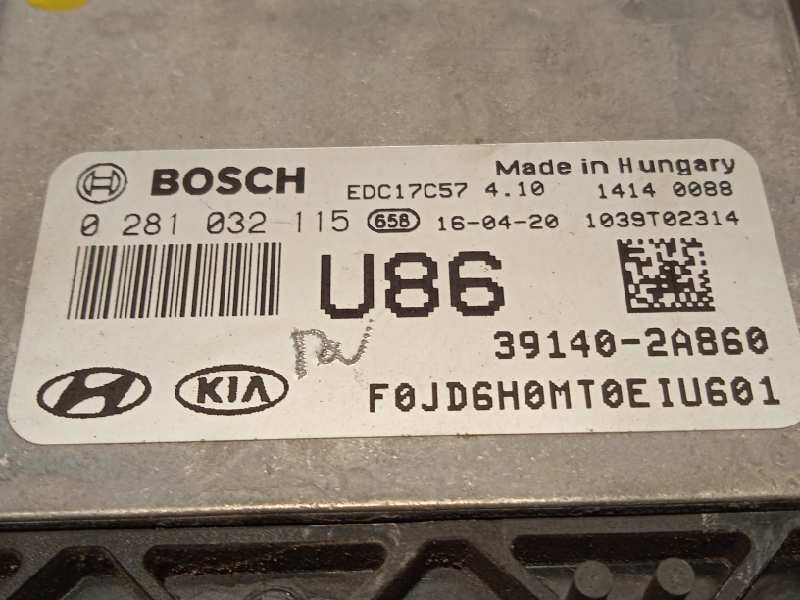 BOSCH
Made in Hungary
EDC17C57 4.10 1414 0088
0 281 032 115 658 16-04-20 1039T02314
U86
39140-2A860
KIA
F0JD6H0MT0EIU601